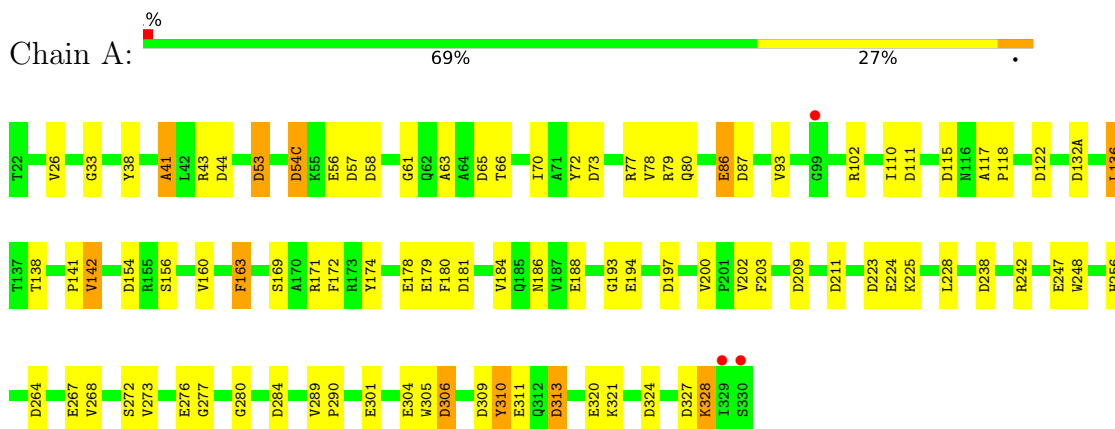 %
Chain A:
69% 27% .
T22 V26 G33 Y38 A41 L42 R43 D44 D53 D54C K55 E56 D57 D58 G61 Q62 A63 A64 D65 T66 I70 A71 Y72 D73 R77 V78 R79 Q80 E86 D87 V93 G99 R102 I110 D111 D115 N116 A117 P118 D122 D132A L136
T137 T138 P141 V142 D154 R155 S156 V160 F163 S169 A170 R171 F172 R173 Y174 E178 E179 F180 D181 V184 Q185 N186 V187 E188 G193 E194 D197 V200 P201 V202 F203 D209 D211 D223 E224 K225 L228 D238 R242 E247 W248 H256
D264 E267 V268 S272 V273 E276 G277 G280 D284 V289 P290 E301 E304 W305 D306 D309 Y310 E311 Q312 D313 E320 K321 D324 D327 K328 I329 S330